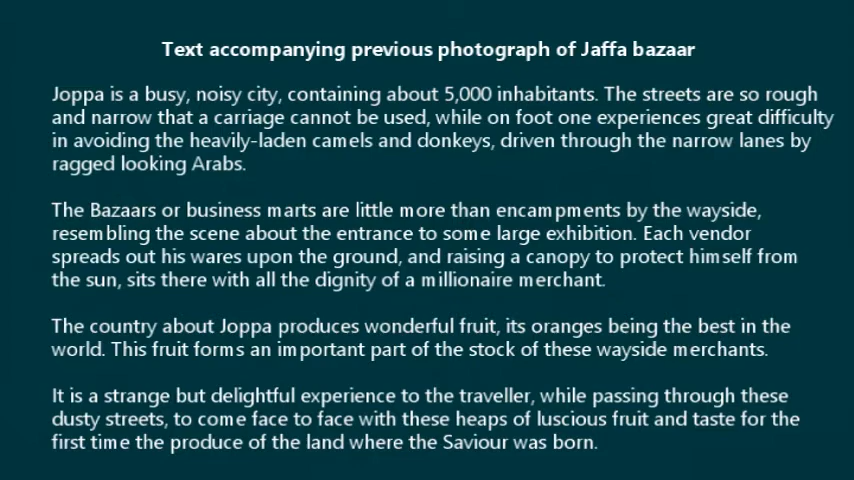 Text accompanying previous photograph of Jaffa bazaar
Joppa is a busy, noisy city, containing about 5,000 inhabitants. The streets are so rough
and narrow that a carriage cannot be used, while on foot one experiences great difficulty
in avoiding the heavily-laden camels and donkeys, driven through the narrow lanes by
ragged looking Arabs.
The Bazaars or business marts are little more than encampments by the wayside,
resembling the scene about the entrance to some large exhibition. Each vendor
spreads out his wares upon the ground, and raising a canopy to protect himself from
the sun, sits there with all the dignity of a millionaire merchant.
The country about Joppa produces wonderful fruit, its oranges being the best in the
world. This fruit forms an important part of the stock of these wayside merchants.
It is a strange but delightful experience to the traveller, while passing through these
dusty streets, to come face to face with these heaps of luscious fruit and taste for the
first time the produce of the land where the Saviour was born.